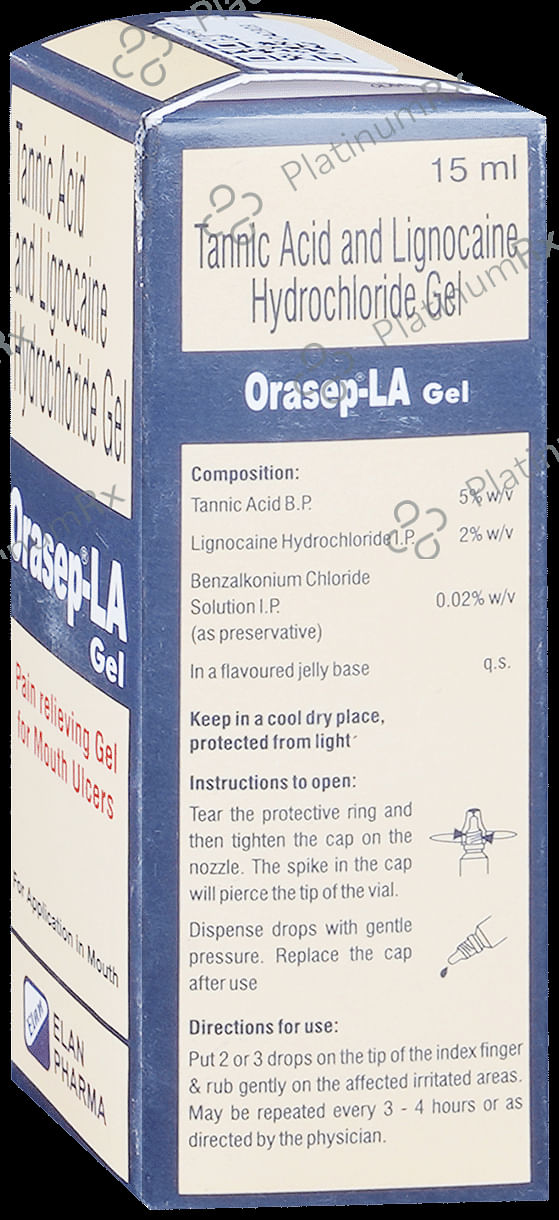 Tannic Acid
and Lignocaine
Hydrochloride Gel
Orasep®-LA
Gel
Pain relieving Gel
for Mouth Ulcers
For Application in Mouth
ELAN
ELAN
PHARMA
15 ml
Tannic Acid and Lignocaine
Hydrochloride Gel
Orasep®-LA Gel
Composition:
Tannic Acid B.P. 5% w/v
Lignocaine Hydrochloride I.P. 2% w/v
Benzalkonium Chloride
Solution I.P. 0.02% w/v
(as preservative)
In a flavoured jelly base q.s.
Keep in a cool dry place,
protected from light
Instructions to open:
Tear the protective ring and
then tighten the cap on the
nozzle. The spike in the cap
will pierce the tip of the vial.
Dispense drops with gentle
pressure. Replace the cap
after use
Directions for use:
Put 2 or 3 drops on the tip of the index finger
& rub gently on the affected irritated areas.
May be repeated every 3 - 4 hours or as
directed by the physician.
PlatinumRx
PlatinumRx
PlatinumRx
PlatinumRx